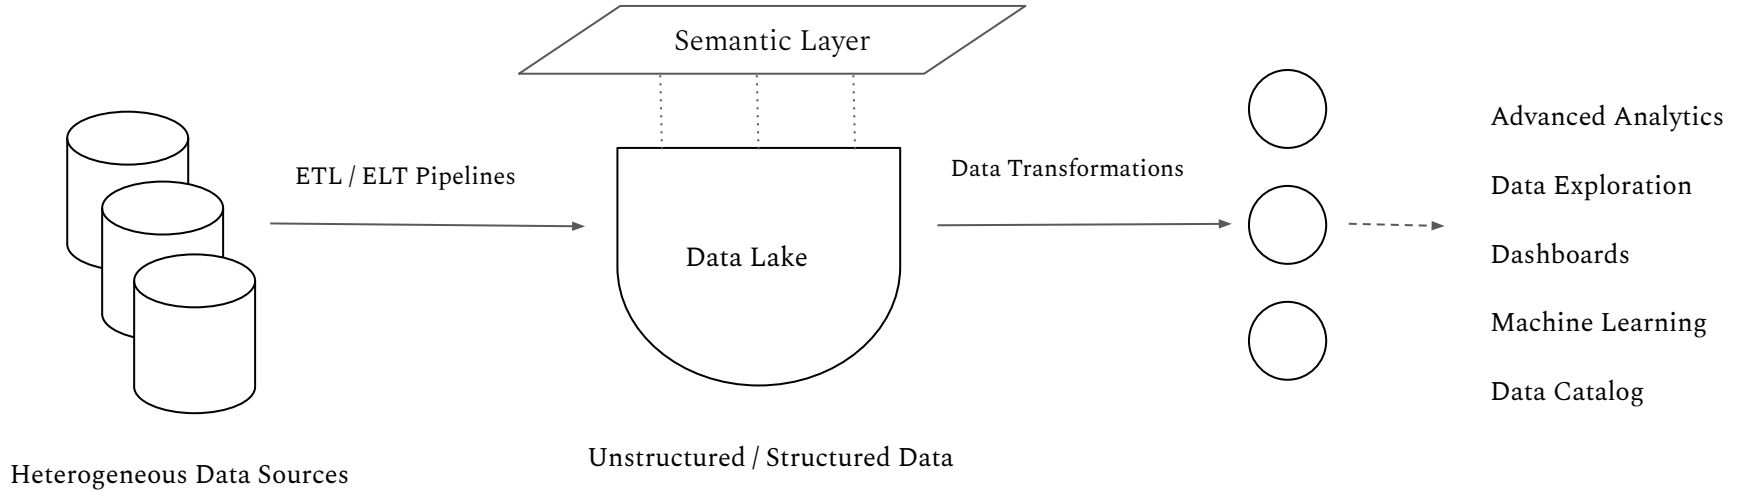 Semantic Layer
ETL / ELT Pipelines
Data Lake
Data Transformations
Advanced Analytics
Data Exploration
Dashboards
Machine Learning
Data Catalog
Heterogeneous Data Sources
Unstructured / Structured Data